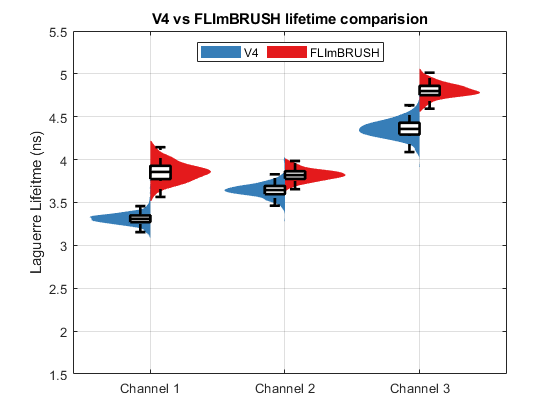 V4 vs FLImBRUSH lifetime comparision
V4
FLImBRUSH
Laguerre Lifeitme (ns)
5.5
5
4.5
4
3.5
3
2.5
2
1.5
Channel 1
Channel 2
Channel 3